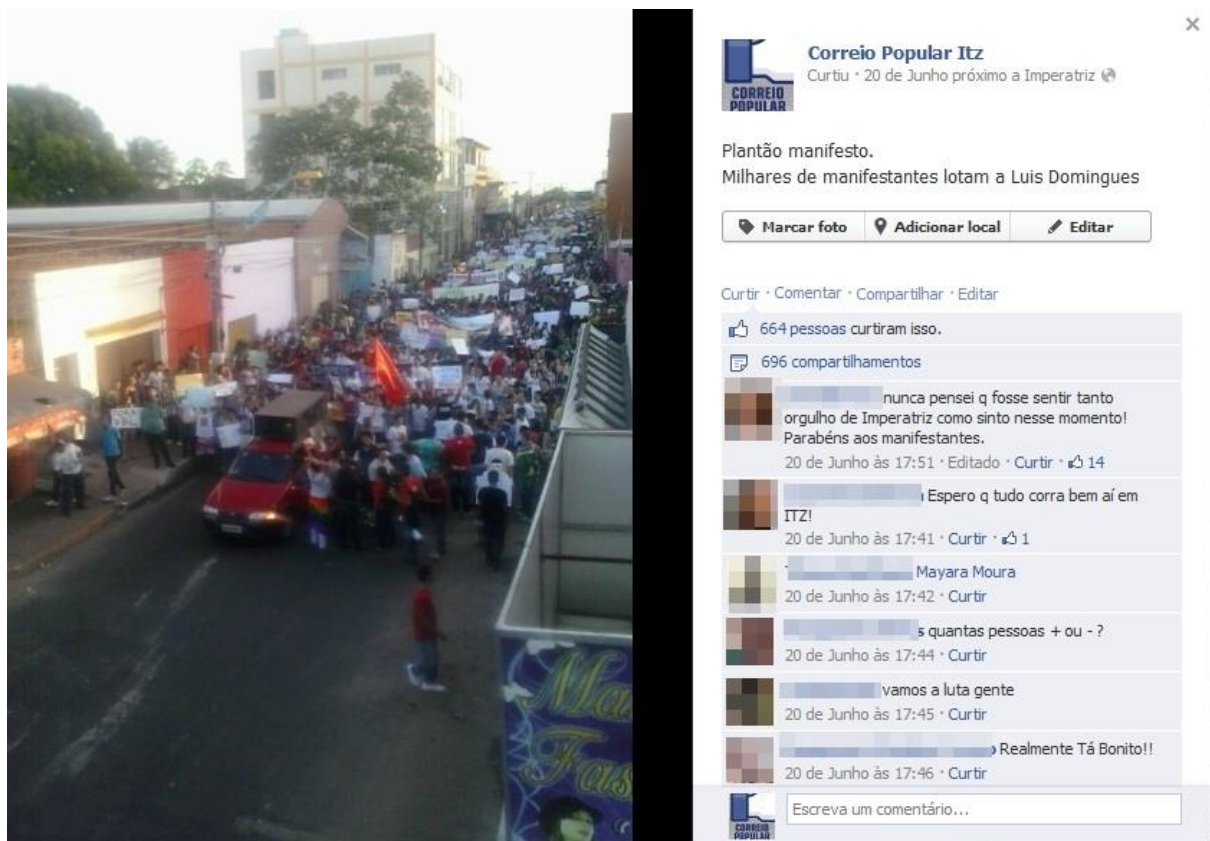 Correio Popular Itz
Curtiu · 20 de Junho próximo a Imperatriz
CORREIO
POPULAR
Plantão manifesto.
Milhares de manifestantes lotam a Luis Domingues
Marcar foto
Adicionar local
Editar
Curtir · Comentar · Compartilhar · Editar
664 pessoas curtiram isso.
696 compartilhamentos
nunca pensei q fosse sentir tanto
orgulho de Imperatriz como sinto nesse momento!
Parabéns aos manifestantes.
20 de Junho às 17:51 · Editado · Curtir · 14
Espero q tudo corra bem aí em
ITZ!
20 de Junho às 17:41 · Curtir · 1
Mayara Moura
20 de Junho às 17:42 · Curtir
quantas pessoas + ou - ?
20 de Junho às 17:44 · Curtir
vamos a luta gente
20 de Junho às 17:45 · Curtir
Realmente Tá Bonito!!
20 de Junho às 17:46 · Curtir
CORREIO
POPULAR
Escreva um comentário...